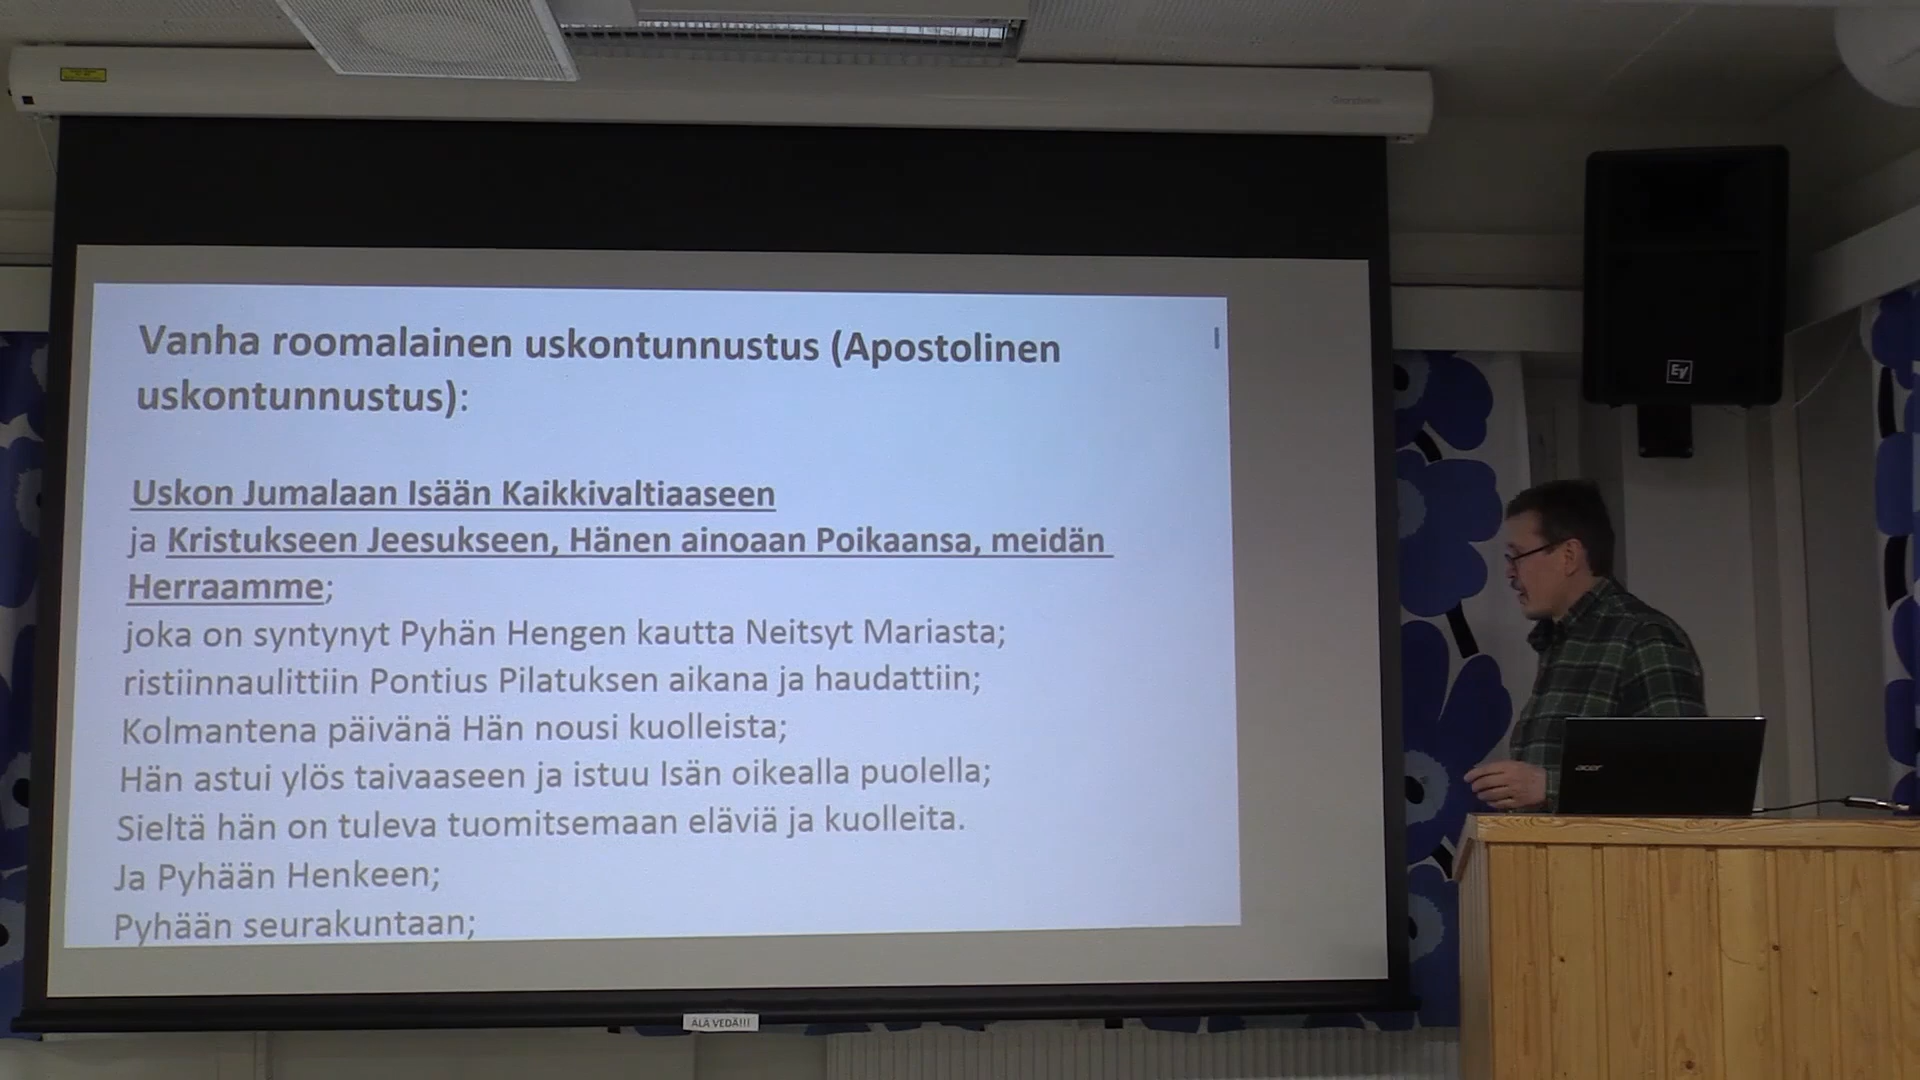 Vanha roomalainen uskontunnustus (Apostolinen
uskontunnustus):
Uskon Jumalaan Isään Kaikkivaltiaaseen
ja Kristukseen Jeesukseen, Hänen ainoaan Poikaansa, meidän
Herraamme;
joka on syntynyt Pyhän Hengen kautta Neitsyt Mariasta;
ristiinnaulittiin Pontius Pilatuksen aikana ja haudattiin;
Kolmantena päivänä Hän nousi kuolleista;
Hän astui ylös taivaaseen ja istuu Isän oikealla puolella;
Sieltä hän on tuleva tuomitsemaan eläviä ja kuolleita.
Ja Pyhään Henkeen;
Pyhään seurakuntaan;
ÄLÄ VEDÄ!!!
EV
acer